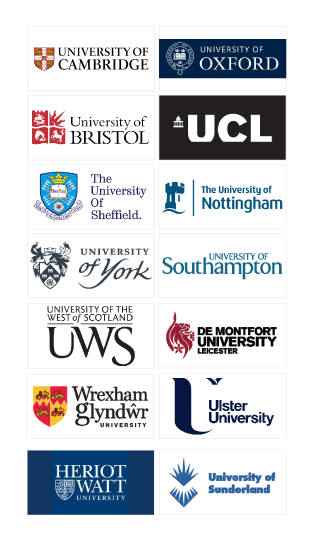 UNIVERSITY OF
CAMBRIDGE
UNIVERSITY OF
OXFORD
University of
BRISTOL
UCL
The
University
Of
Sheffield.
The University of
Nottingham
UNIVERSITY
of York
UNIVERSITY OF
Southampton
UNIVERSITY OF THE
WEST of SCOTLAND
UWS
DE MONTFORT
UNIVERSITY
LEICESTER
Wrexham
glyndŵr
UNIVERSITY
Ulster
University
HERIOT
WATT
UNIVERSITY
University of
Sunderland